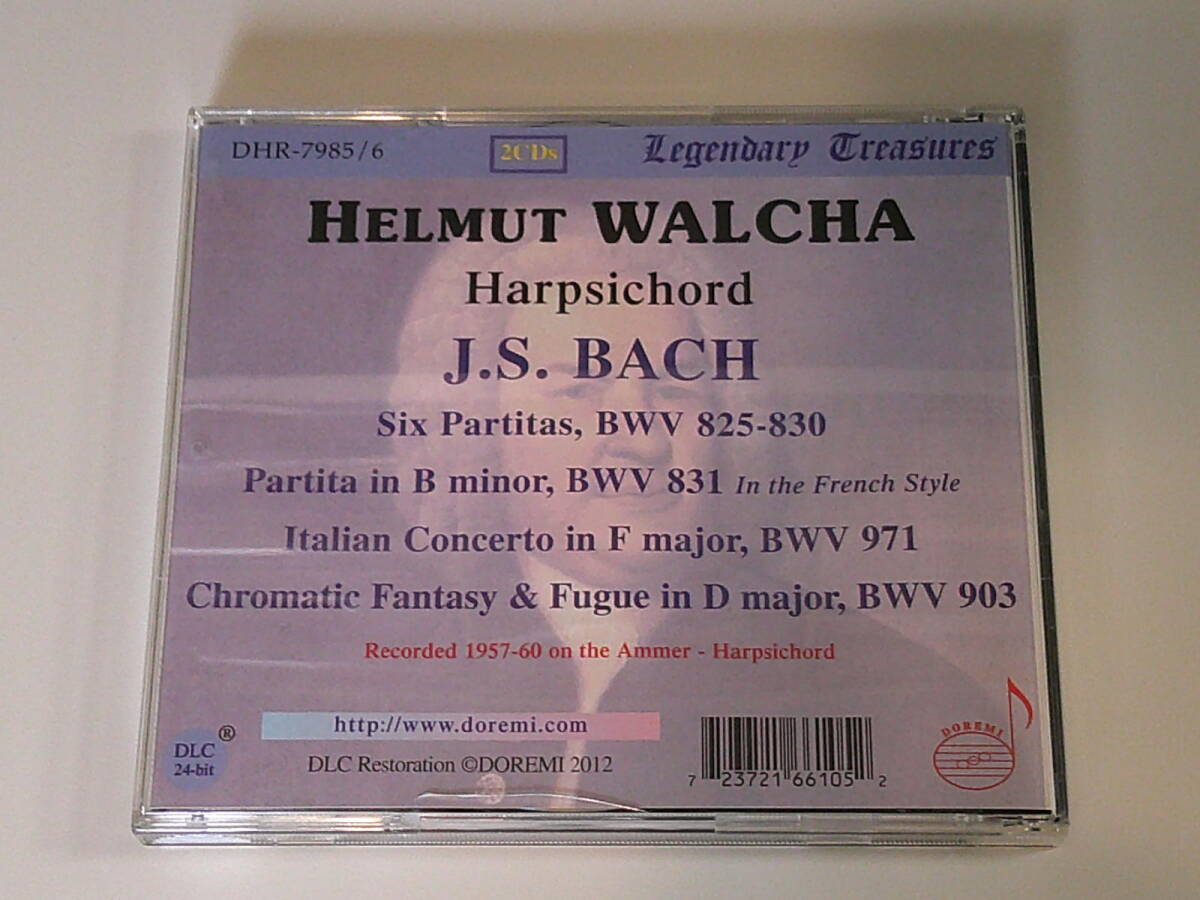 DHR-7985/6 2CDs Legendary Treasures
HELMUT WALCHA
Harpsichord
J.S. BACH
Six Partitas, BWV 825-830
Partita in B minor, BWV 831 In the French Style
Italian Concerto in F major, BWV 971
Chromatic Fantasy & Fugue in D major, BWV 903
Recorded 1957-60 on the Ammer - Harpsichord
http://www.doremi.com
DLC ®
24-bit
DLC Restoration ©DOREMI 2012
7 23721 66105 2
DOREMI